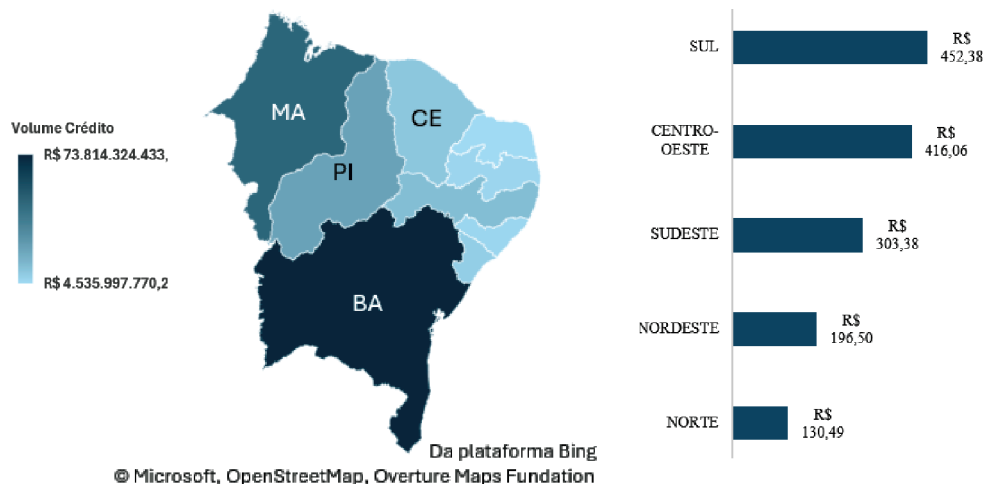 Volume Crédito
R$ 73.814.324.433,
R$ 4.535.997.770,2
MA
CE
PI
BA
Da plataforma Bing
© Microsoft, OpenStreetMap, Overture Maps Fundation
SUL
R$
452,38
CENTRO-
OESTE
R$
416,06
SUDESTE
R$
303,38
NORDESTE
R$
196,50
NORTE
R$
130,49